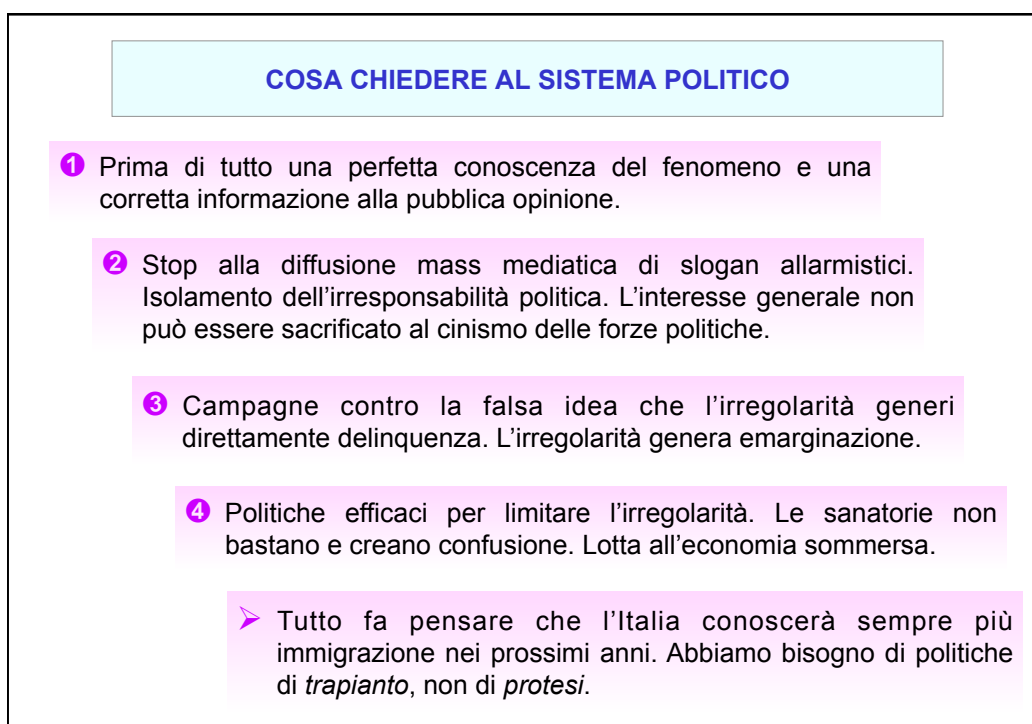 COSA CHIEDERE AL SISTEMA POLITICO
❶ Prima di tutto una perfetta conoscenza del fenomeno e una
corretta informazione alla pubblica opinione.
❷ Stop alla diffusione mass mediatica di slogan allarmistici.
Isolamento dell’irresponsabilità politica. L’interesse generale non
può essere sacrificato al cinismo delle forze politiche.
❸ Campagne contro la falsa idea che l’irregolarità generi
direttamente delinquenza. L’irregolarità genera emarginazione.
❹ Politiche efficaci per limitare l’irregolarità. Le sanatorie non
bastano e creano confusione. Lotta all’economia sommersa.
➢ Tutto fa pensare che l’Italia conoscerà sempre più
immigrazione nei prossimi anni. Abbiamo bisogno di politiche
di trapianto, non di protesi.